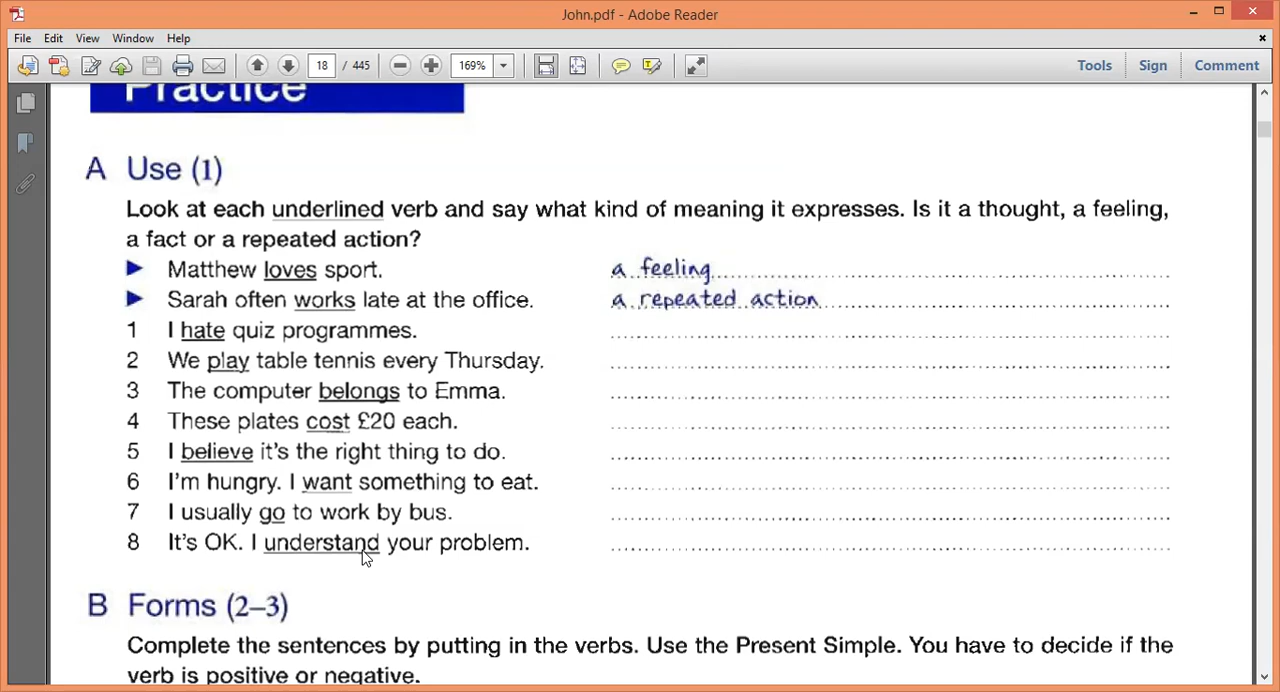 John.pdf - Adobe Reader
File Edit View Window Help
18 / 445 169% Tools Sign Comment
Practice
A Use (1)
Look at each underlined verb and say what kind of meaning it expresses. Is it a thought, a feeling,
a fact or a repeated action?
Matthew loves sport. a feeling
Sarah often works late at the office. a repeated action
1 I hate quiz programmes.
2 We play table tennis every Thursday.
3 The computer belongs to Emma.
4 These plates cost £20 each.
5 I believe it's the right thing to do.
6 I'm hungry. I want something to eat.
7 I usually go to work by bus.
8 It's OK. I understand your problem.
B Forms (2–3)
Complete the sentences by putting in the verbs. Use the Present Simple. You have to decide if the
verb is positive or negative.